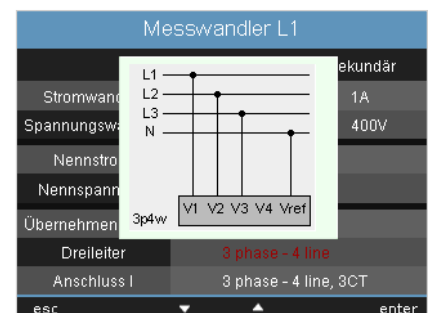 Messwandler L1
ekundär
Stromwand 1A
Spannungswa 400V
Nennstro
Nennspann
Übernehmen
Dreileiter 3 phase - 4 line
Anschluss I 3 phase - 4 line, 3CT
esc enter
L1
L2
L3
N
3p4w V1 V2 V3 V4 Vref